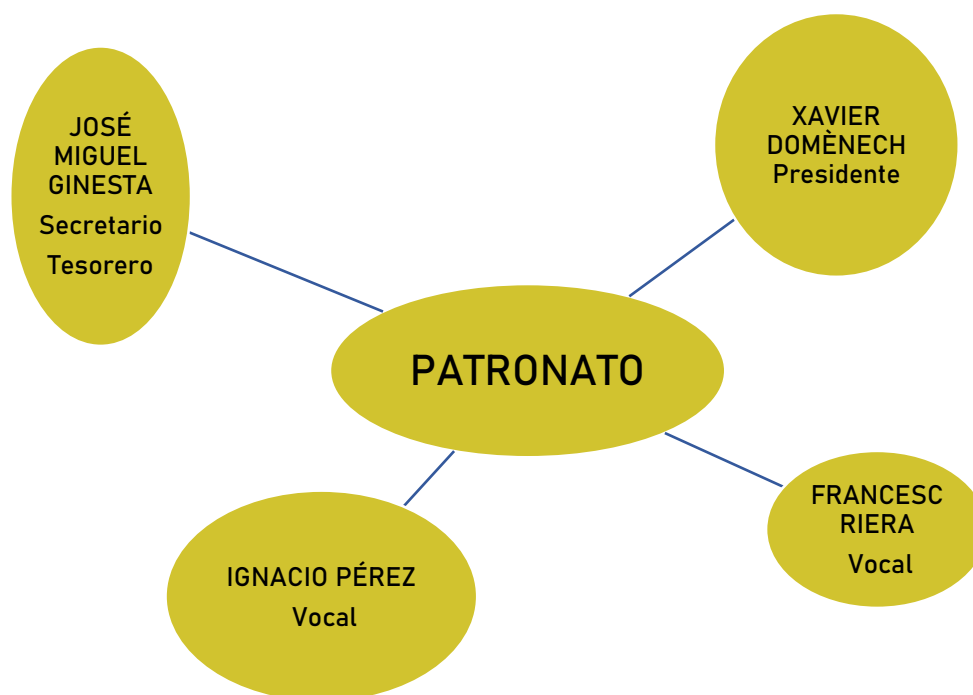 JOSÉ
MIGUEL
GINESTA
Secretario
Tesorero
XAVIER
DOMÈNECH
Presidente
PATRONATO
FRANCESC
RIERA
Vocal
IGNACIO PÉREZ
Vocal